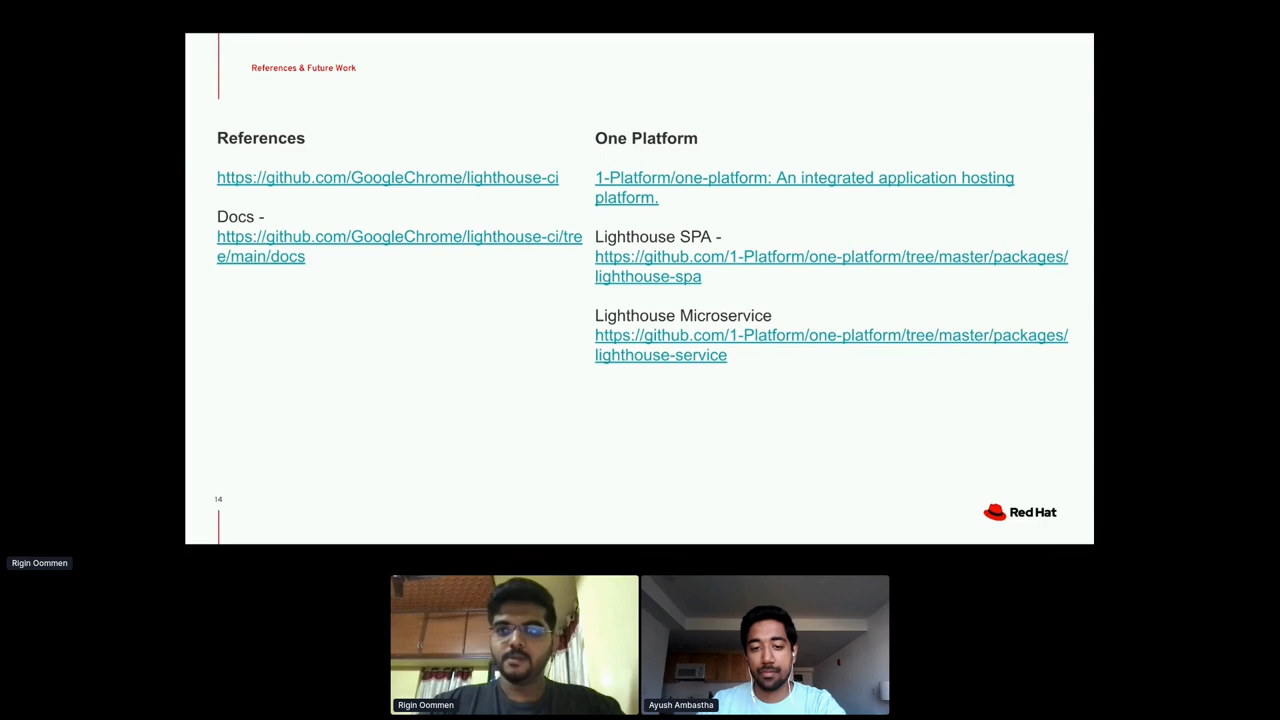 References & Future Work
References
https://github.com/GoogleChrome/lighthouse-ci
Docs -
https://github.com/GoogleChrome/lighthouse-ci/tre
e/main/docs
One Platform
1-Platform/one-platform: An integrated application hosting
platform.
Lighthouse SPA -
https://github.com/1-Platform/one-platform/tree/master/packages/
lighthouse-spa
Lighthouse Microservice
https://github.com/1-Platform/one-platform/tree/master/packages/
lighthouse-service
14
Red Hat
Rigin Oommen
Rigin Oommen
Ayush Ambastha